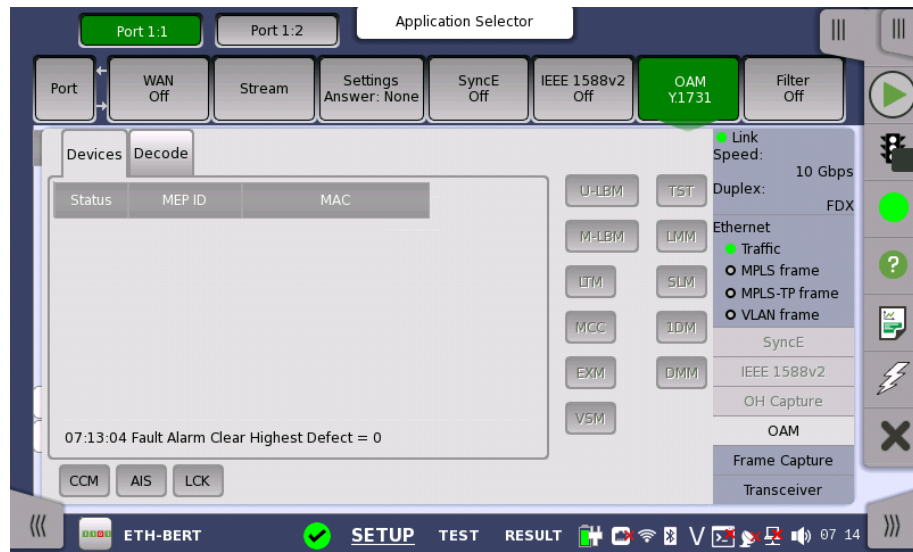 Application Selector
Port 1:1
Port 1:2
Port
WAN
Off
Stream
Settings
Answer: None
SyncE
Off
IEEE 1588v2
Off
OAM
Y.1731
Filter
Off
Devices
Decode
Status
MEP ID
MAC
07:13:04 Fault Alarm Clear Highest Defect = 0
CCM
AIS
LCK
U-LBM
TST
M-LBM
LMM
LTM
SLM
MCC
1DM
EXM
DMM
VSM
Link
Speed:
10 Gbps
Duplex:
FDX
Ethernet
Traffic
MPLS frame
MPLS-TP frame
VLAN frame
SyncE
IEEE 1588v2
OH Capture
OAM
Frame Capture
Transceiver
ETH-BERT
SETUP
TEST
RESULT
V
07 14